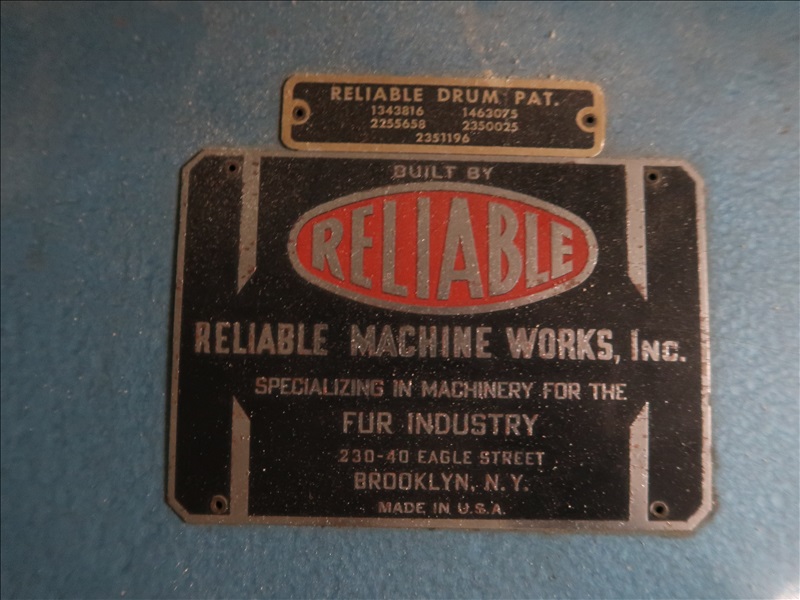 RELIABLE DRUM PAT.
1343816 1463075
2255658 2350025
2351196
BUILT BY
RELIABLE
RELIABLE MACHINE WORKS, INC.
SPECIALIZING IN MACHINERY FOR THE
FUR INDUSTRY
230-40 EAGLE STREET
BROOKLYN, N.Y.
MADE IN U.S.A.